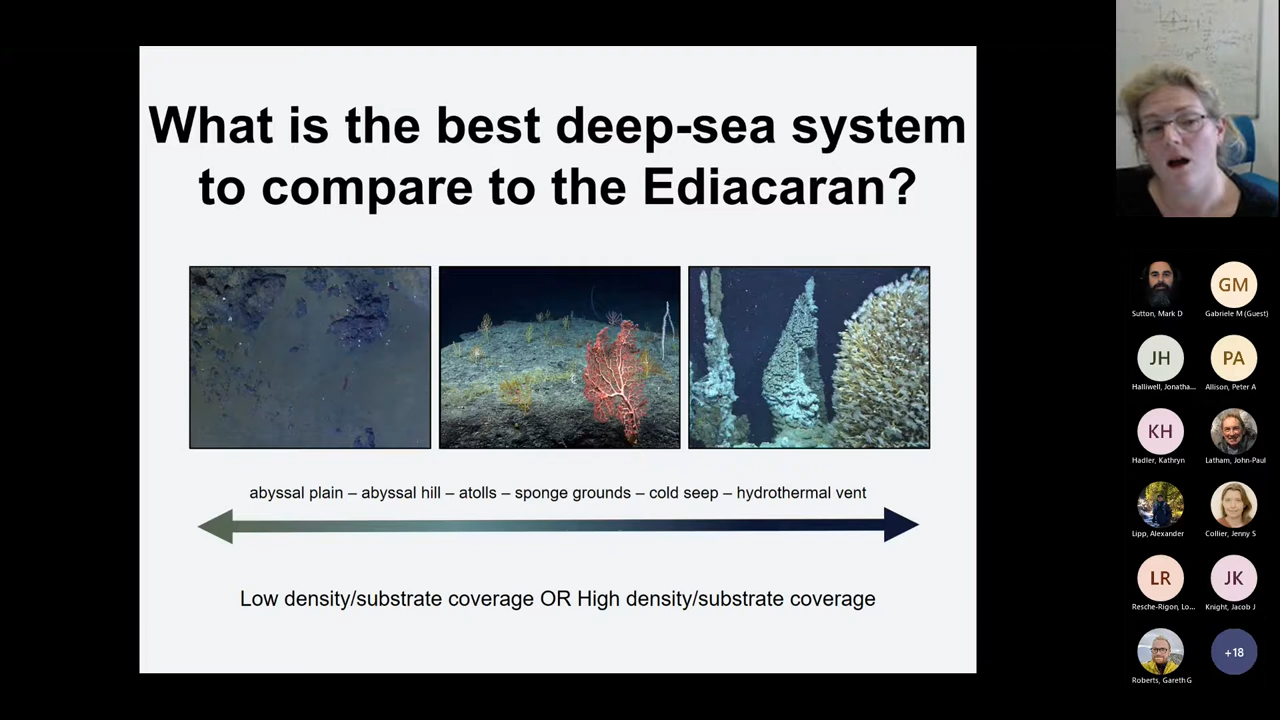 What is the best deep-sea system
to compare to the Ediacaran?
abyssal plain – abyssal hill – atolls – sponge grounds – cold seep – hydrothermal vent
Low density/substrate coverage OR High density/substrate coverage
Sutton, Mark D
GM
Gabriele M (Guest)
JH
Halliwell, Jonatha...
PA
Allison, Peter A
KH
Hadler, Kathryn
Latham, John-Paul
Lipp, Alexander
Collier, Jenny S
LR
Resche-Rigon, Lo...
JK
Knight, Jacob J
Roberts, Gareth G
+18